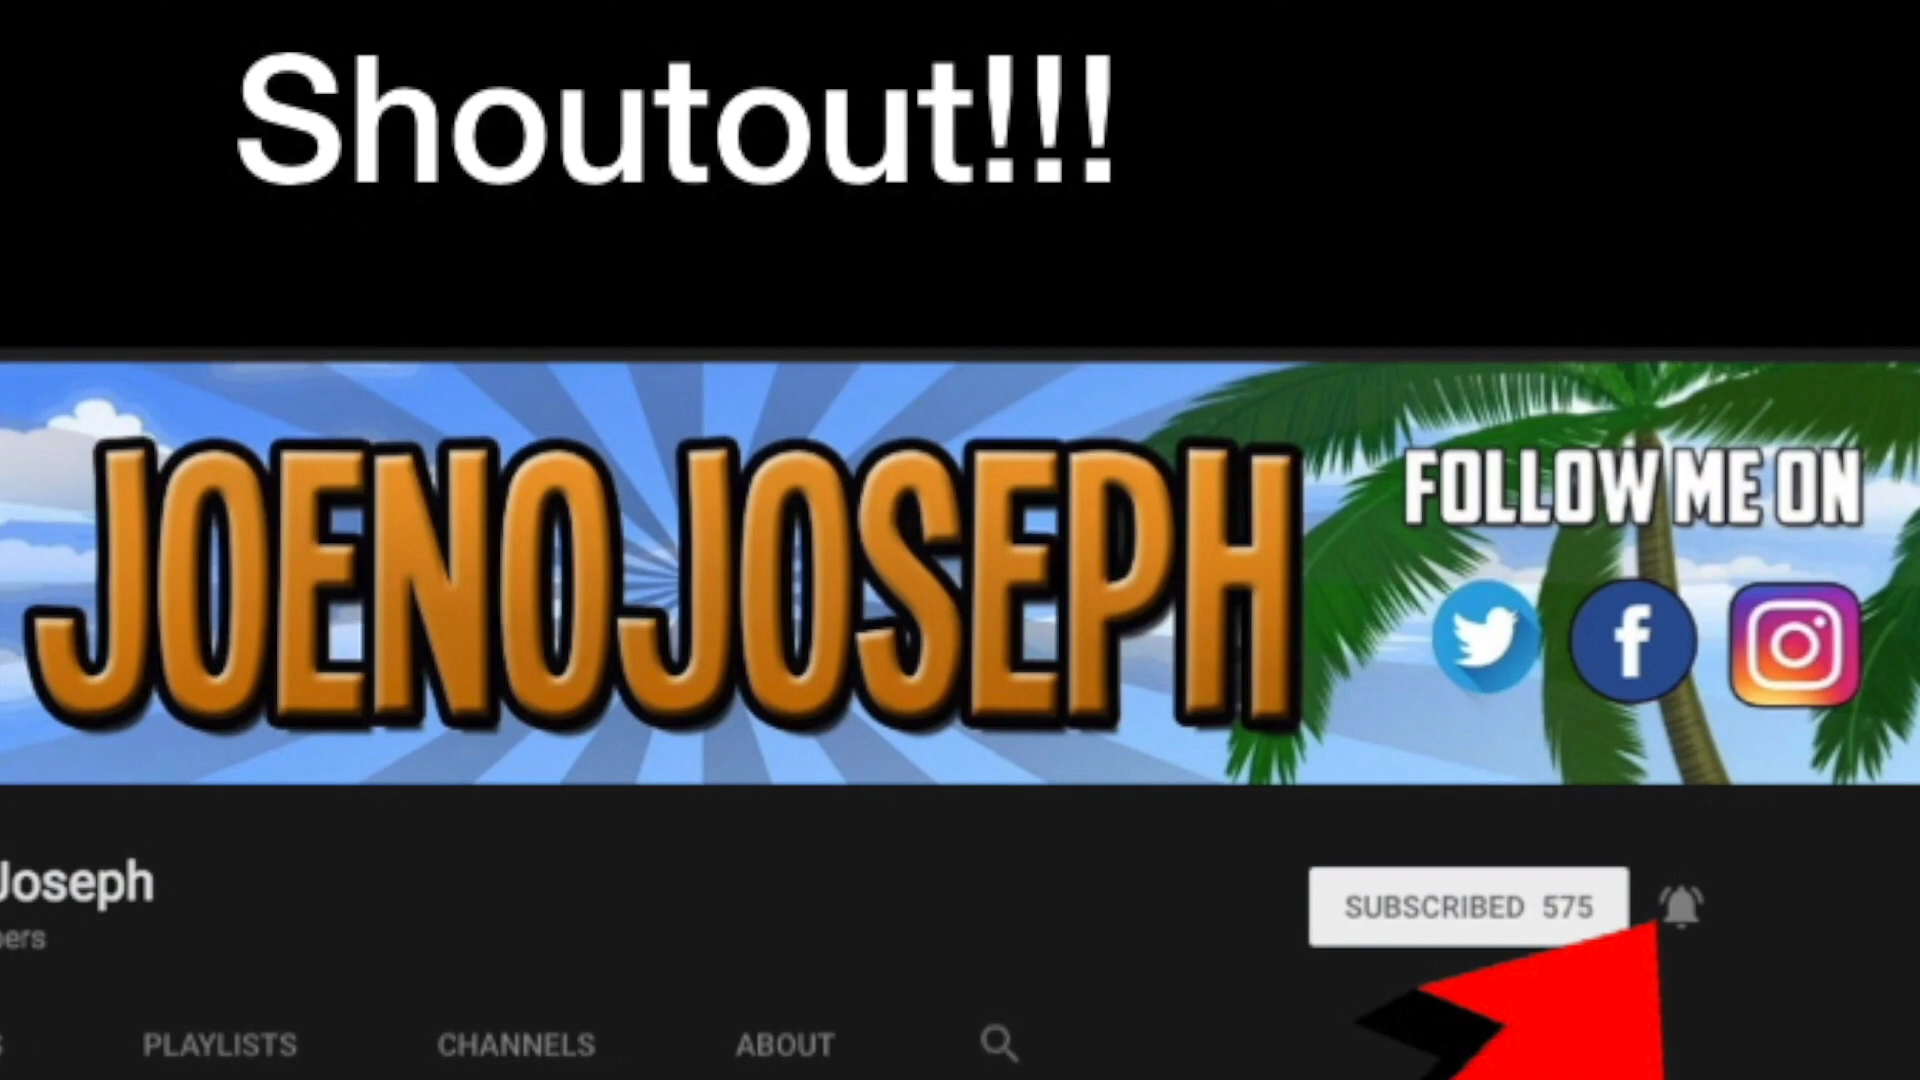 Shoutout!!!
JOENOJOSEPH
FOLLOW ME ON
Joseph
SUBSCRIBED 575
PLAYLISTS CHANNELS ABOUT